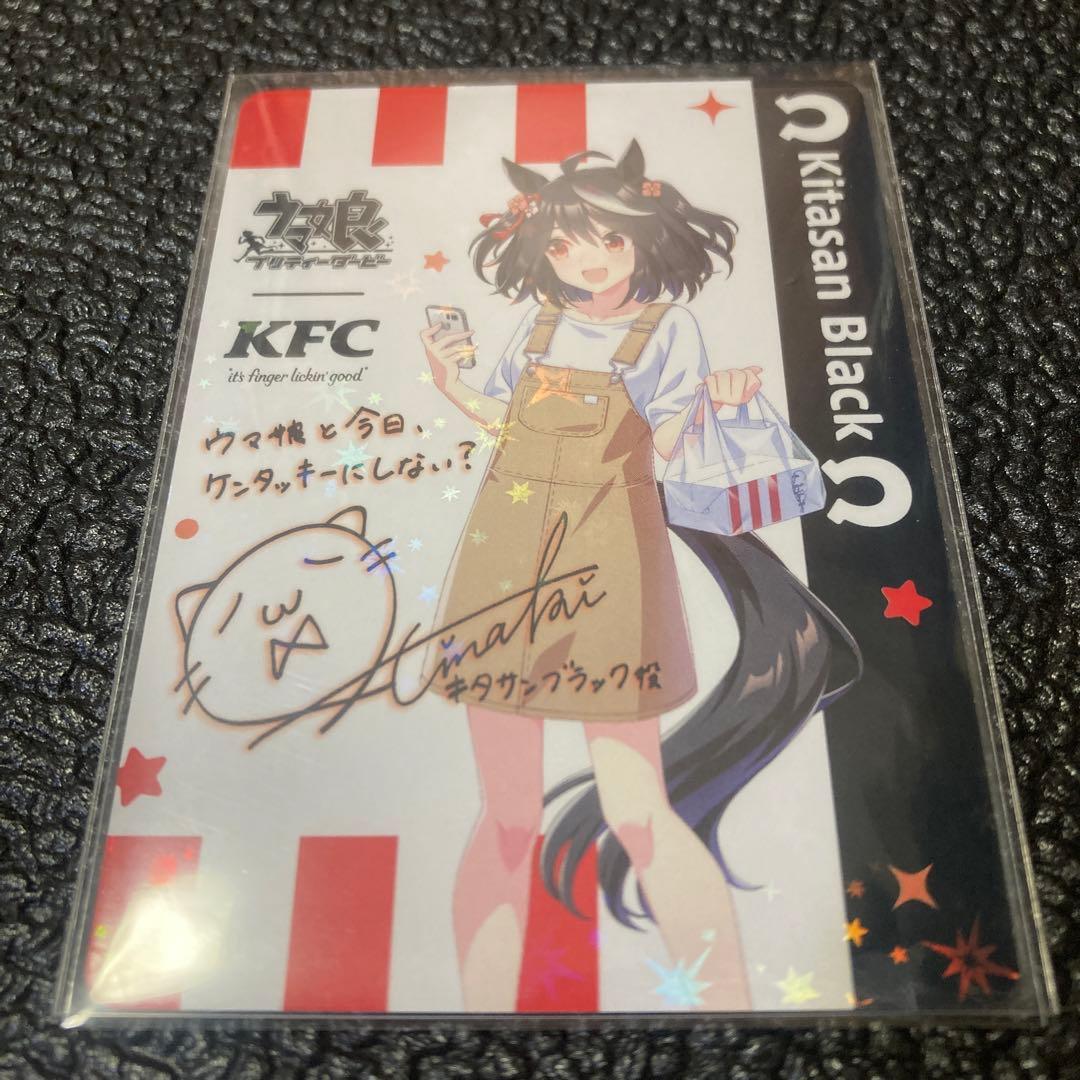 ウマ娘
プリティーダービー
KFC
"it's finger lickin' good"
ウマ娘と今日、
ケンタッキーにしない?
Hinaki
キタサンブラック役
Kitasan Black